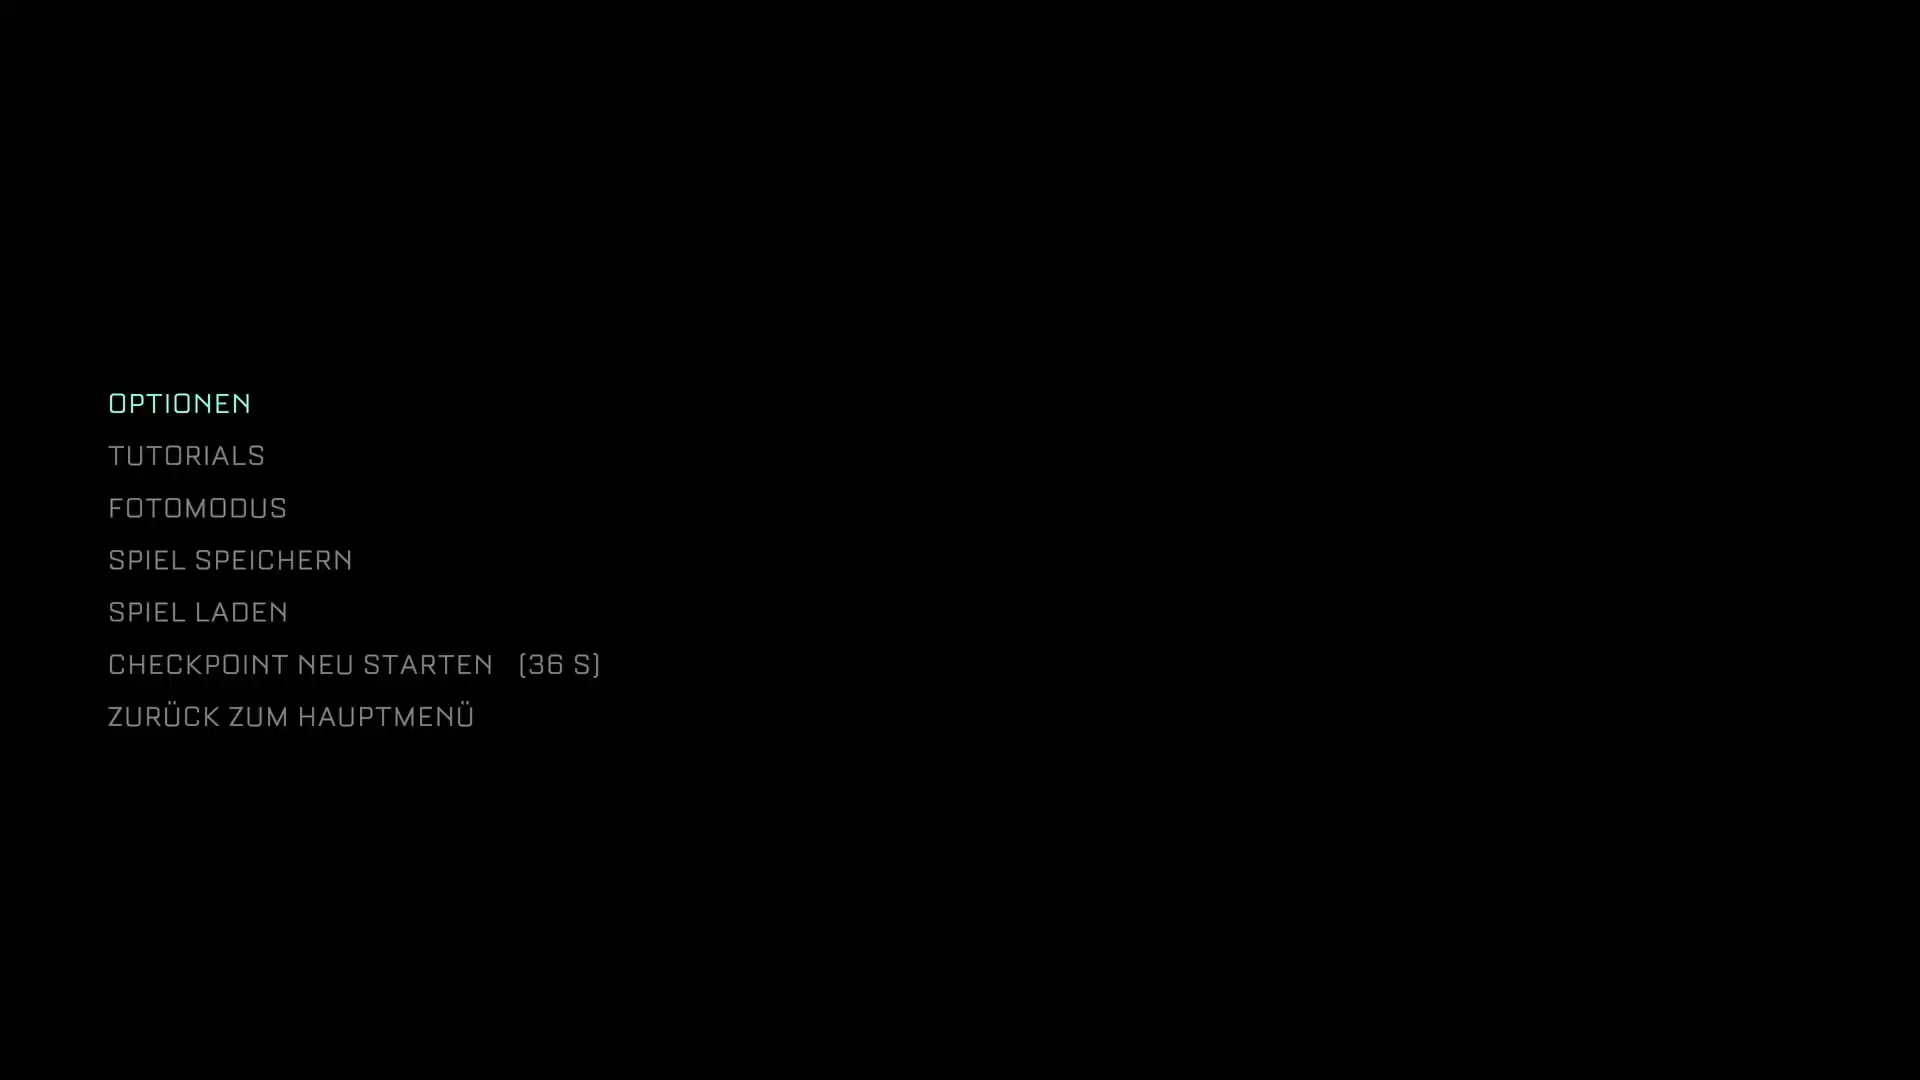 OPTIONEN
TUTORIALS
FOTOMODUS
SPIEL SPEICHERN
SPIEL LADEN
CHECKPOINT NEU STARTEN (36 S)
ZURÜCK ZUM HAUPTMENÜ